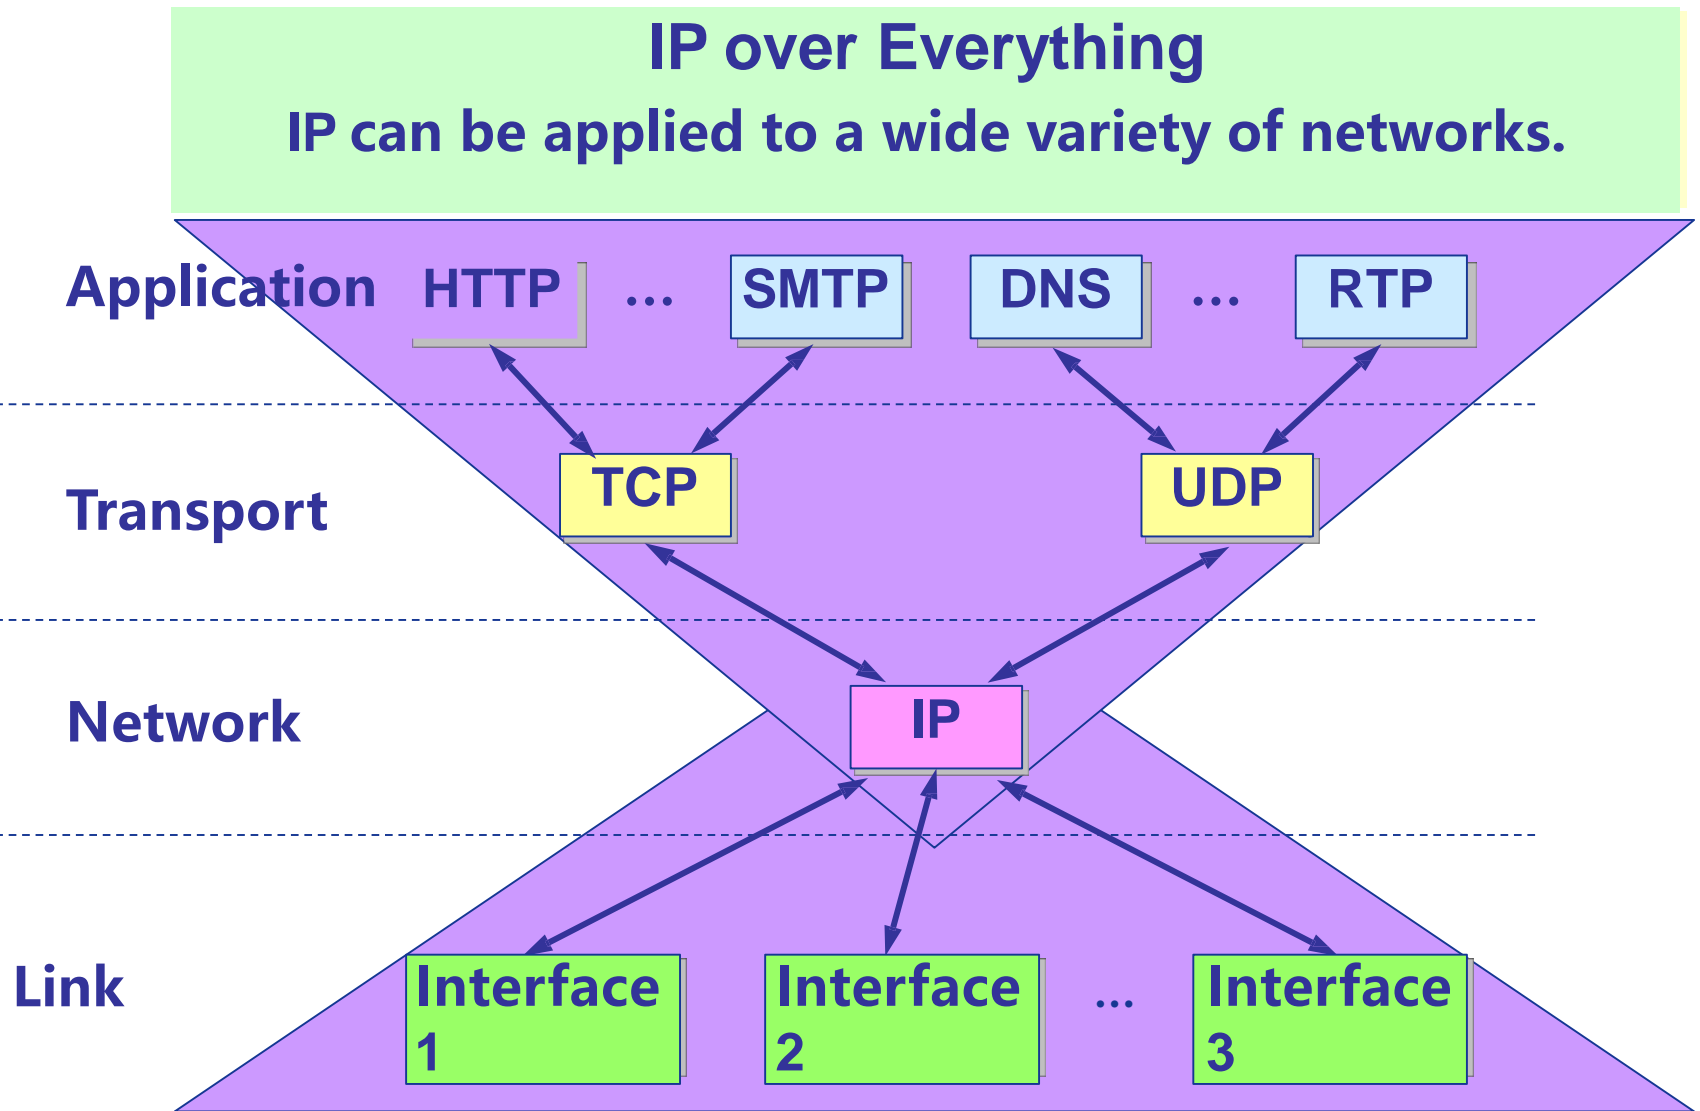 IP over Everything
IP can be applied to a wide variety of networks.
Application HTTP … SMTP DNS … RTP
Transport TCP UDP
Network IP
Link Interface 1 Interface 2 … Interface 3